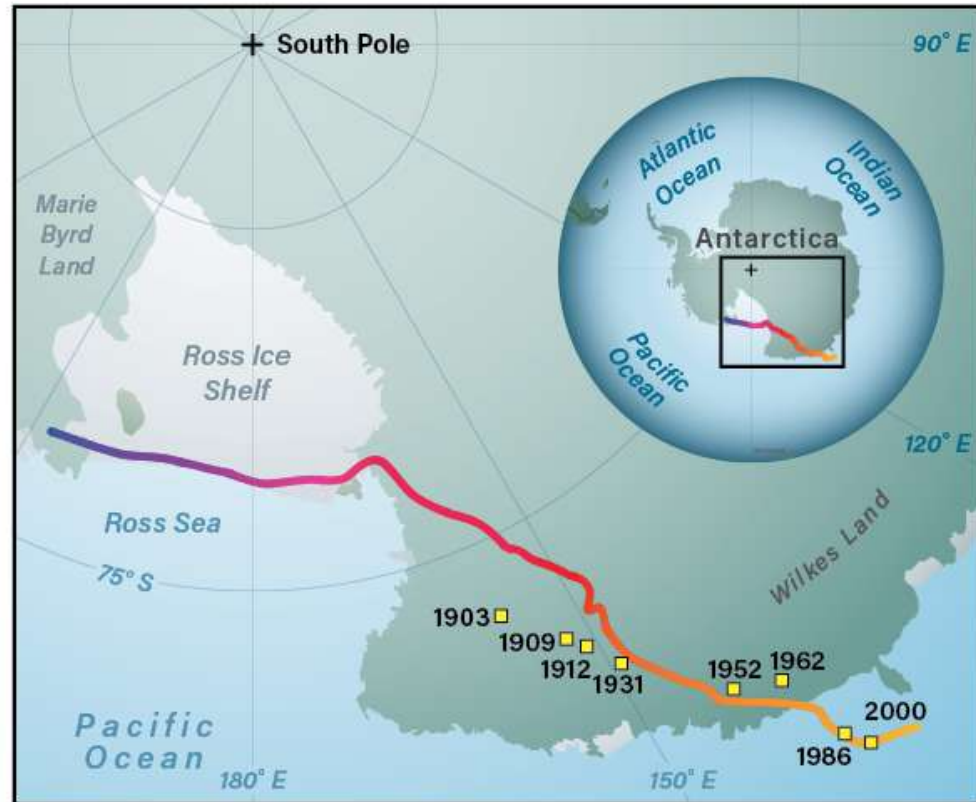 South Pole
90° E
Atlantic
Ocean
Indian
Ocean
Marie
Byrd
Land
Antarctica
Ross Ice
Shelf
Pacific
Ocean
120° E
Ross Sea
Wilkes Land
75° S
1903
1909
1912
1931
1952
1962
2000
1986
Pacific
Ocean
180° E
150° E